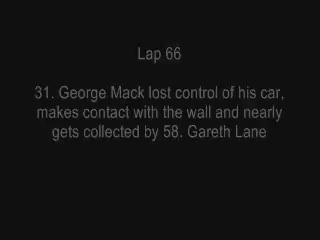 Lap 66
31. George Mack lost control of his car,
makes contact with the wall and nearly
gets collected by 58. Gareth Lane